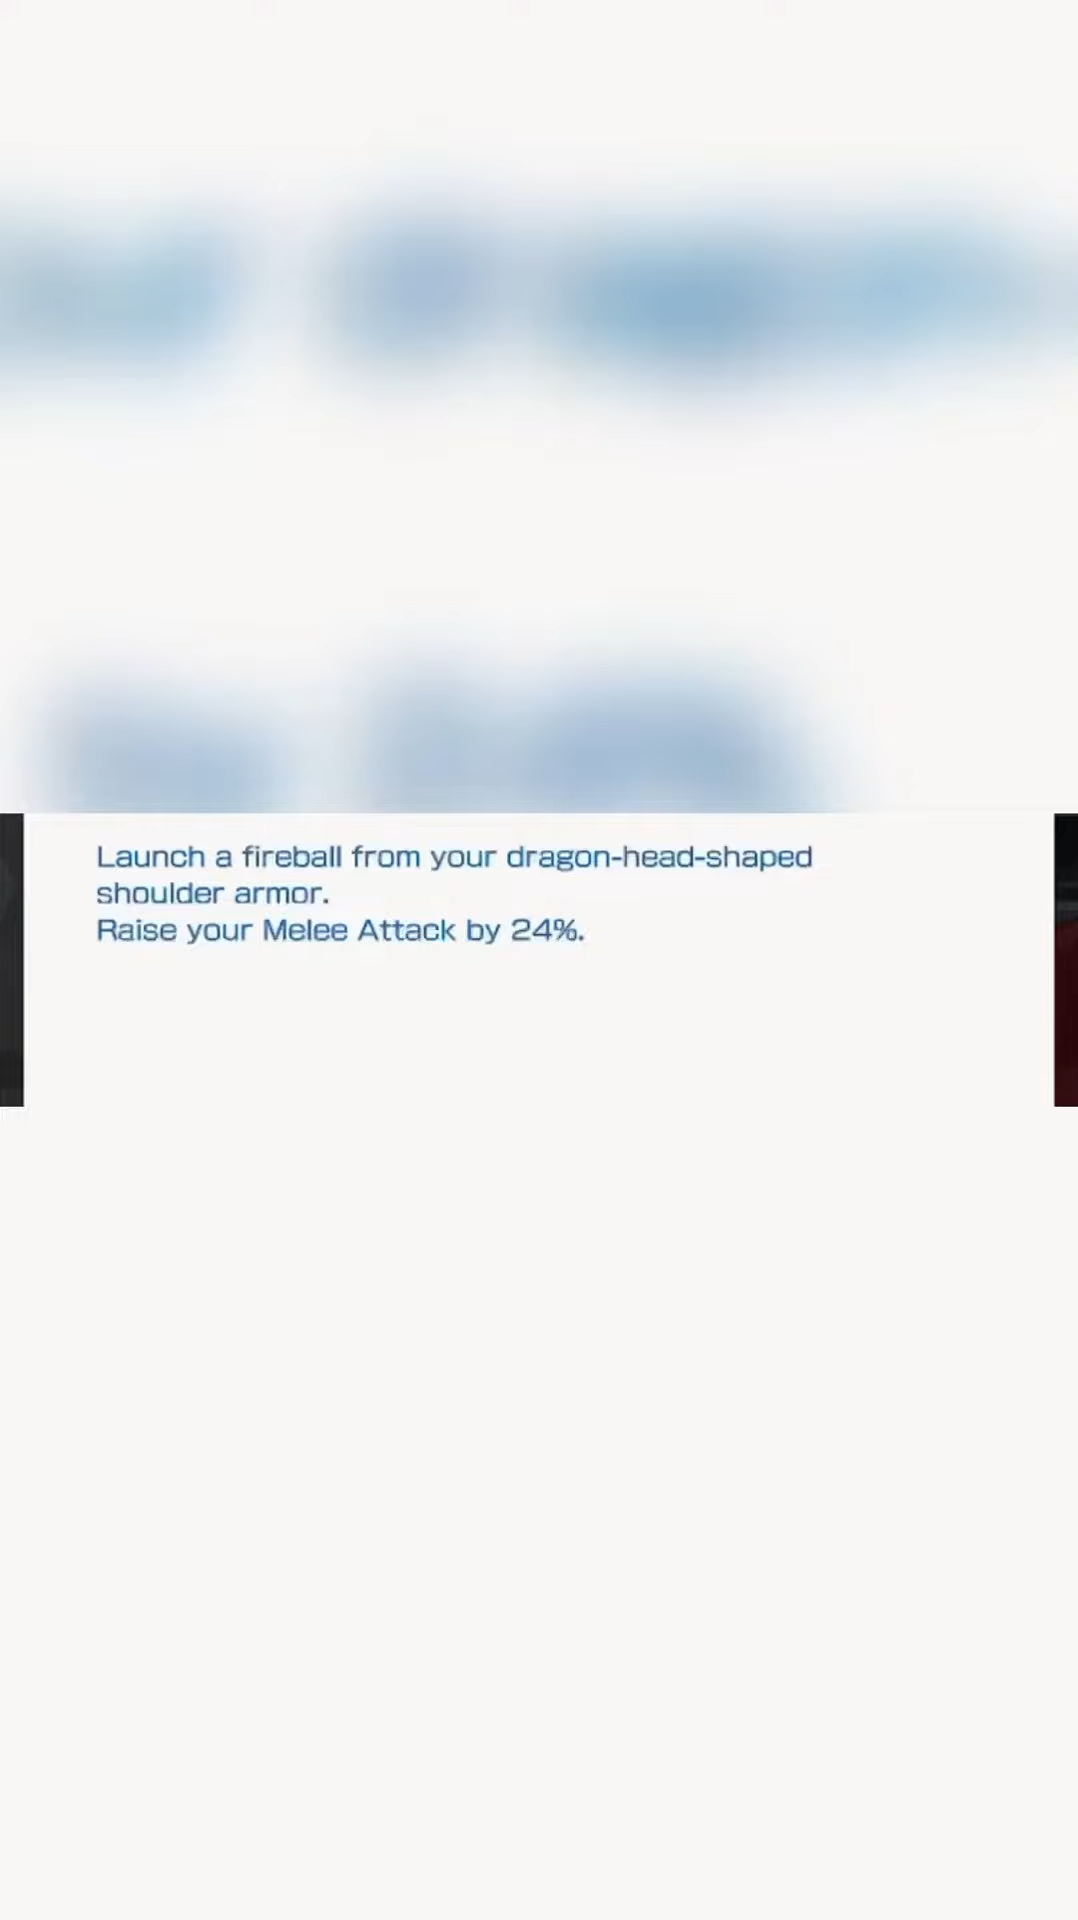 Launch a fireball from your dragon-head-shaped
shoulder armor.
Raise your Melee Attack by 24%.